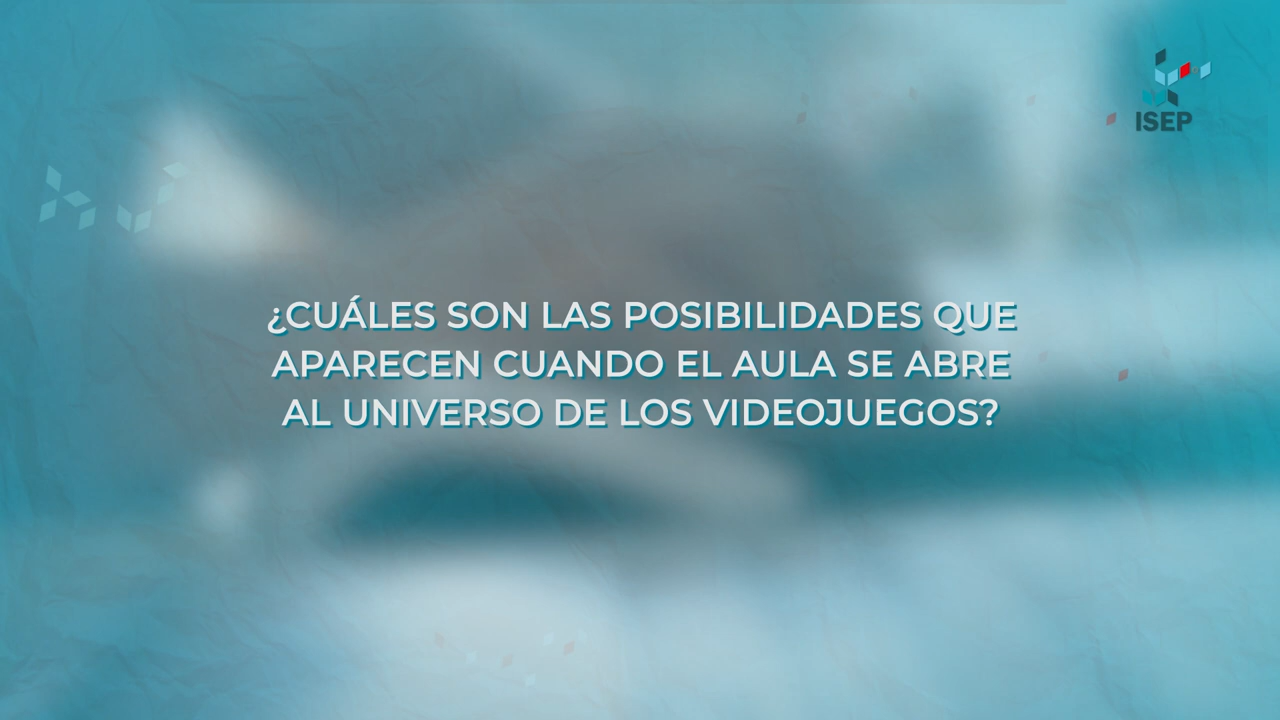 ISEP
¿CUÁLES SON LAS POSIBILIDADES QUE
APARECEN CUANDO EL AULA SE ABRE
AL UNIVERSO DE LOS VIDEOJUEGOS?